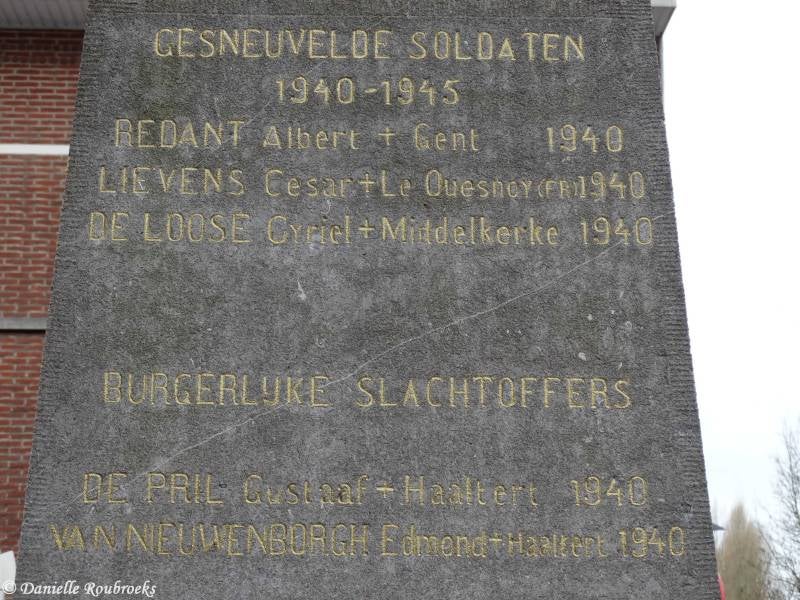 GESNEUVELDE SOLDATEN
1940-1945
REDANT Albert + Gent 1940
LIEVENS Cesar + Le Quesnoy (FR) 1940
DE LOOSE Cyriel + Middelkerke 1940
BURGERLIJKE SLACHTOFFERS
DE PRIL Gustaaf + Haaltert 1940
VAN NIEUWENBORGH Edmond + Haaltert 1940
© Danielle Roubroeks